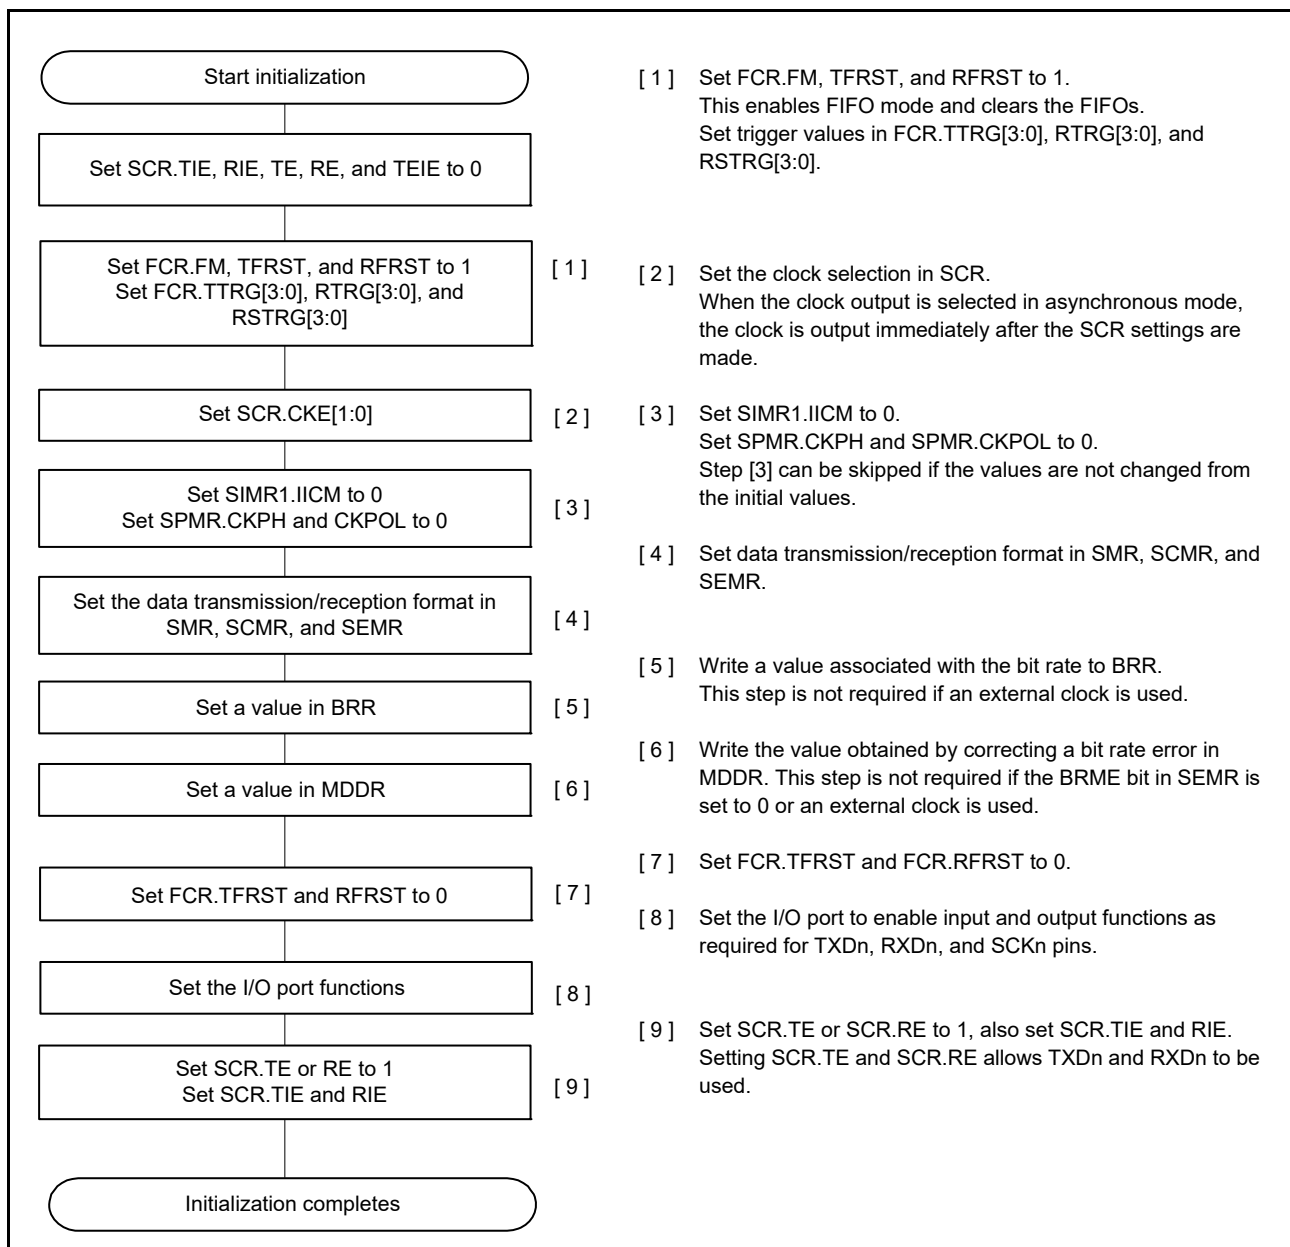 Start initialization
Set SCR.TIE, RIE, TE, RE, and TEIE to 0
Set FCR.FM, TFRST, and RFRST to 1
Set FCR.TTRG[3:0], RTRG[3:0], and
RSTRG[3:0]
[ 1 ]
Set SCR.CKE[1:0]
[ 2 ]
Set SIMR1.IICM to 0
Set SPMR.CKPH and CKPOL to 0
[ 3 ]
Set the data transmission/reception format in
SMR, SCMR, and SEMR
[ 4 ]
Set a value in BRR
[ 5 ]
Set a value in MDDR
[ 6 ]
Set FCR.TFRST and RFRST to 0
[ 7 ]
Set the I/O port functions
[ 8 ]
Set SCR.TE or RE to 1
Set SCR.TIE and RIE
[ 9 ]
Initialization completes
[ 1 ] Set FCR.FM, TFRST, and RFRST to 1.
This enables FIFO mode and clears the FIFOs.
Set trigger values in FCR.TTRG[3:0], RTRG[3:0], and
RSTRG[3:0].
[ 2 ] Set the clock selection in SCR.
When the clock output is selected in asynchronous mode,
the clock is output immediately after the SCR settings are
made.
[ 3 ] Set SIMR1.IICM to 0.
Set SPMR.CKPH and SPMR.CKPOL to 0.
Step [3] can be skipped if the values are not changed from
the initial values.
[ 4 ] Set data transmission/reception format in SMR, SCMR, and
SEMR.
[ 5 ] Write a value associated with the bit rate to BRR.
This step is not required if an external clock is used.
[ 6 ] Write the value obtained by correcting a bit rate error in
MDDR. This step is not required if the BRME bit in SEMR is
set to 0 or an external clock is used.
[ 7 ] Set FCR.TFRST and FCR.RFRST to 0.
[ 8 ] Set the I/O port to enable input and output functions as
required for TXDn, RXDn, and SCKn pins.
[ 9 ] Set SCR.TE or SCR.RE to 1, also set SCR.TIE and RIE.
Setting SCR.TE and SCR.RE allows TXDn and RXDn to be
used.